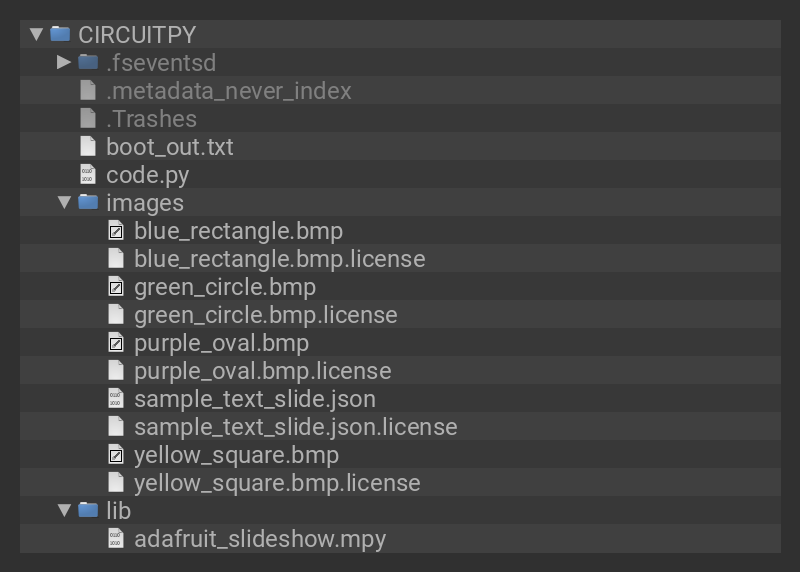 CIRCUITPY
.fseventsd
.metadata_never_index
.Trashes
boot_out.txt
code.py
images
blue_rectangle.bmp
blue_rectangle.bmp.license
green_circle.bmp
green_circle.bmp.license
purple_oval.bmp
purple_oval.bmp.license
sample_text_slide.json
sample_text_slide.json.license
yellow_square.bmp
yellow_square.bmp.license
lib
adafruit_slideshow.mpy